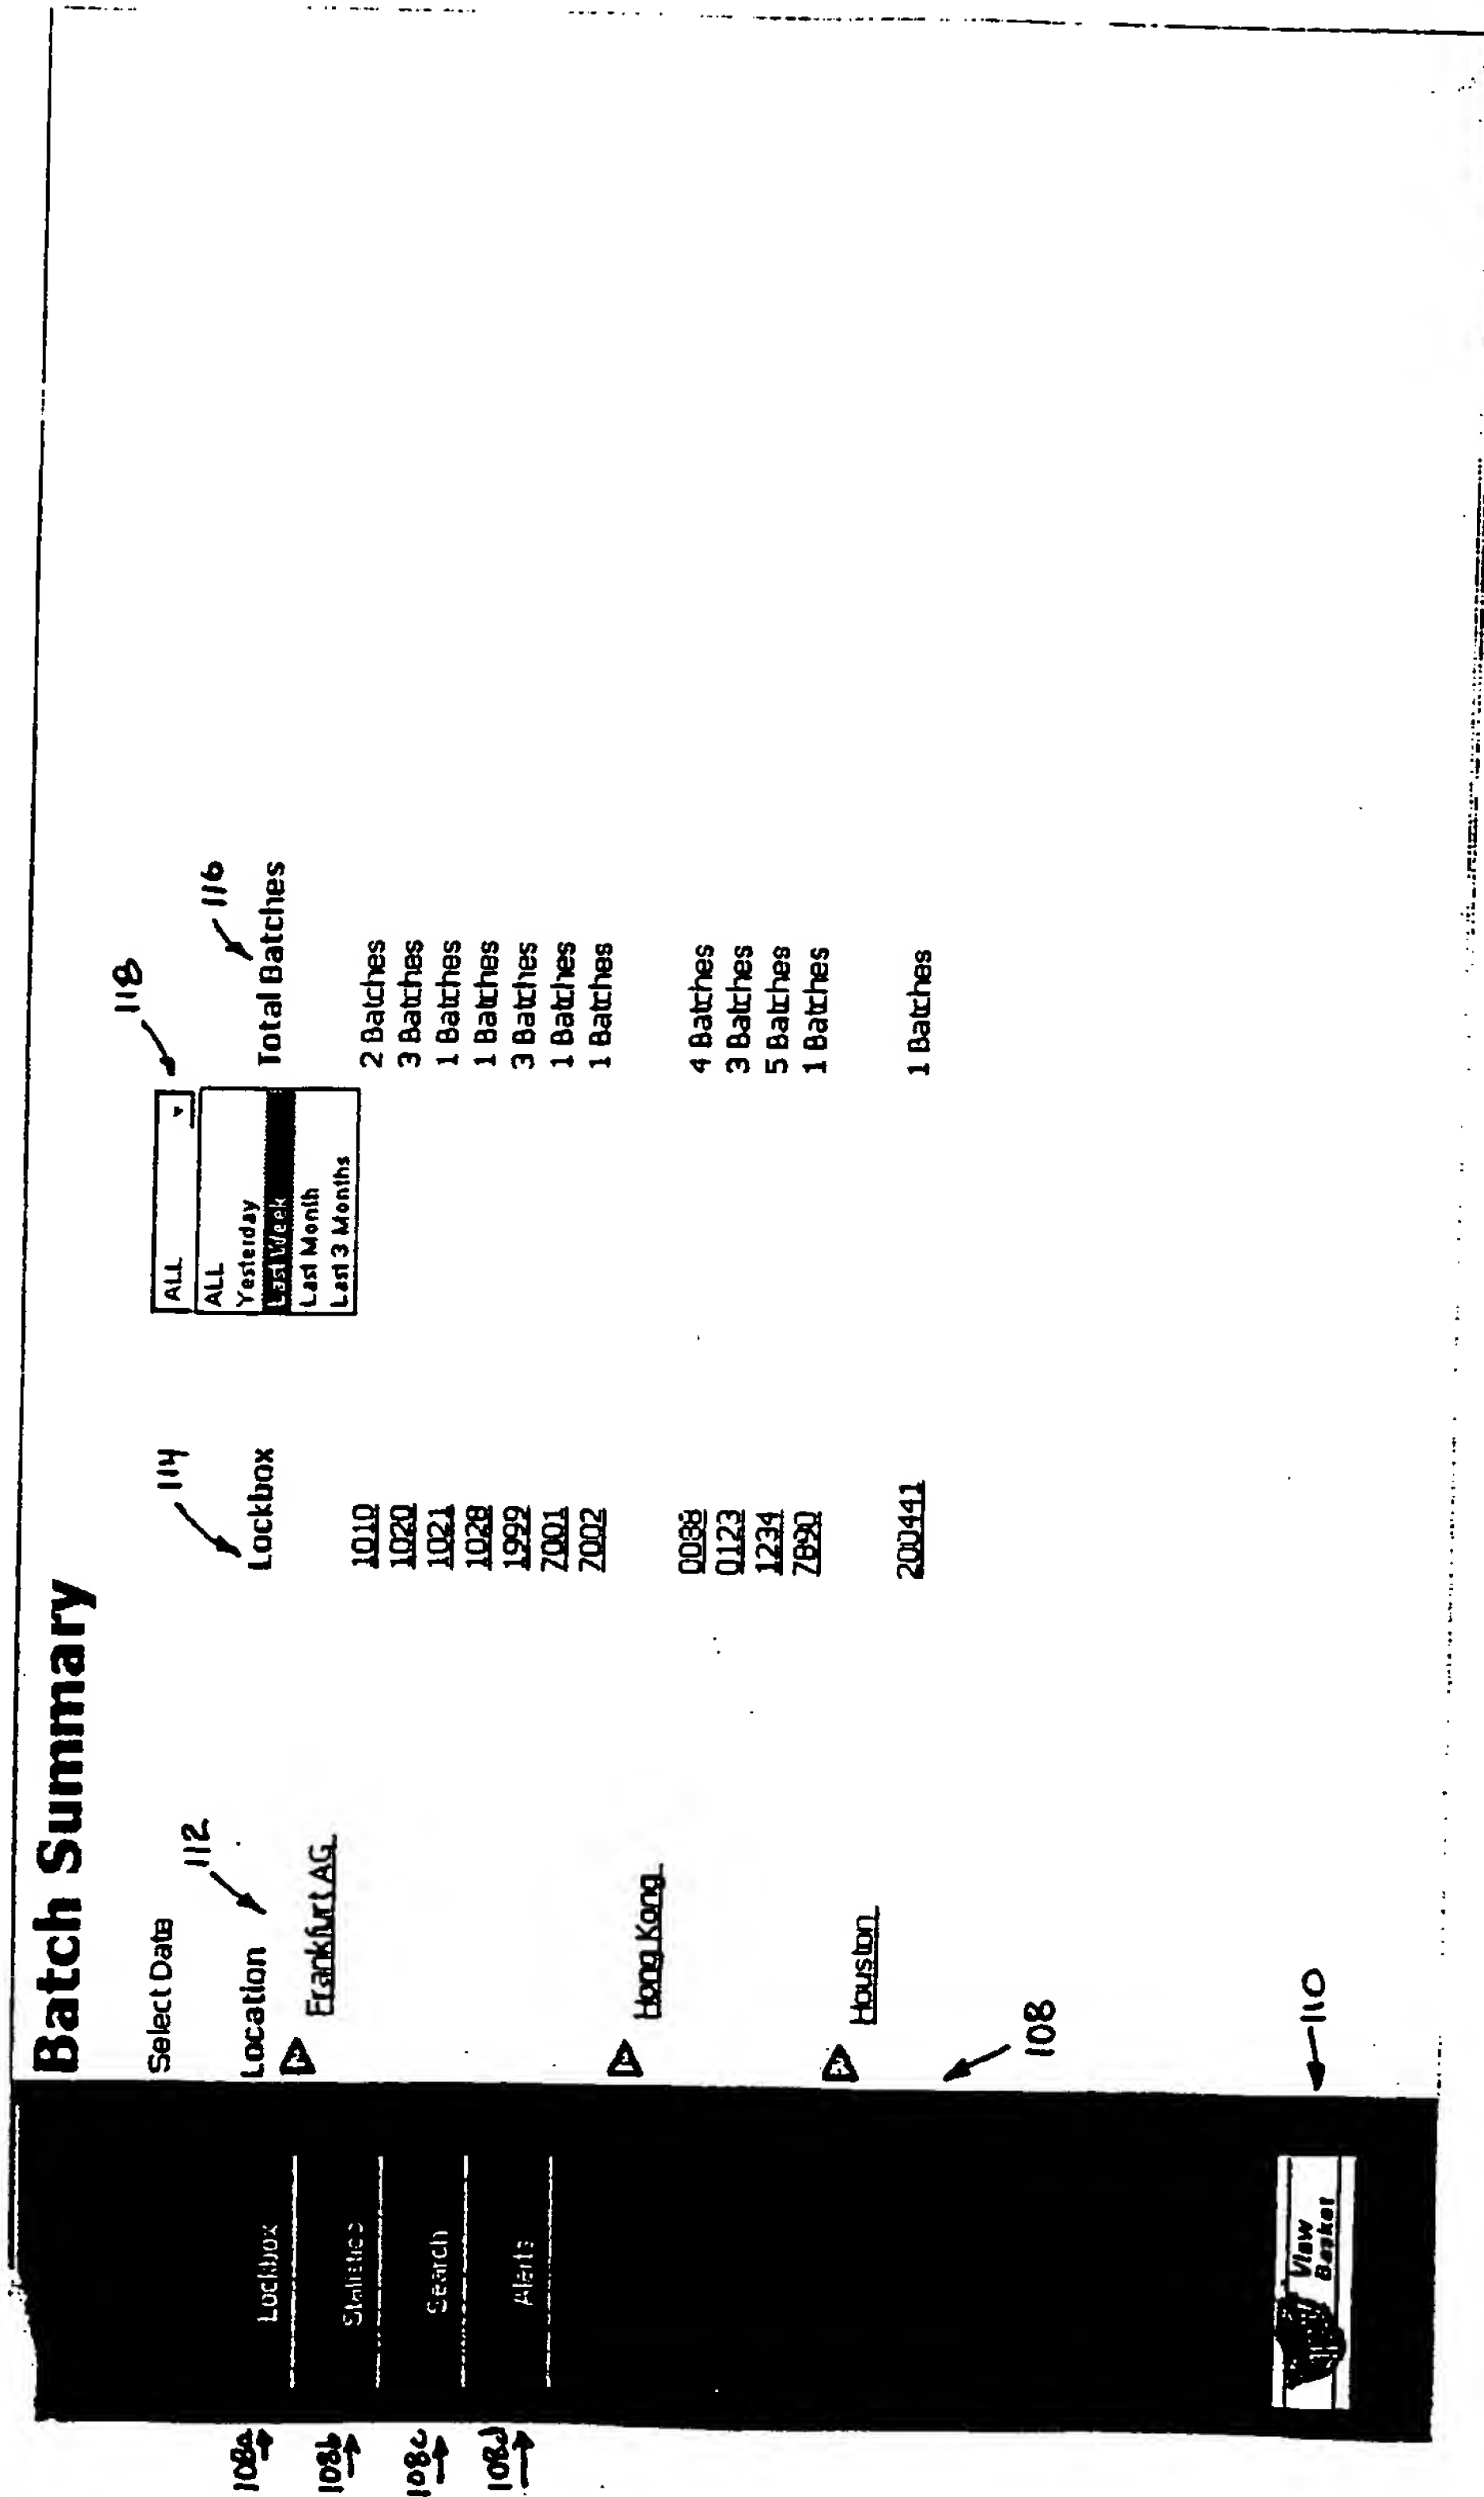 Batch Summary
118
Select Date
ALL
114
112
116
ALL
Yesterday
Last Week
Last Month
Last 3 Months
Location Lockbox Total Batches
Frankfurt AG
1010 2 Batches
1020 3 Batches
1021 1 Batches
1028 1 Batches
1999 3 Batches
7001 1 Batches
7002 1 Batches
Hong Kong
0088 4 Batches
0123 3 Batches
1234 5 Batches
7890 1 Batches
Houston
200441 1 Batches
108a
Lockbox
108b
Statistics
108c
Search
108d
Alerts
108
110
View
Basket